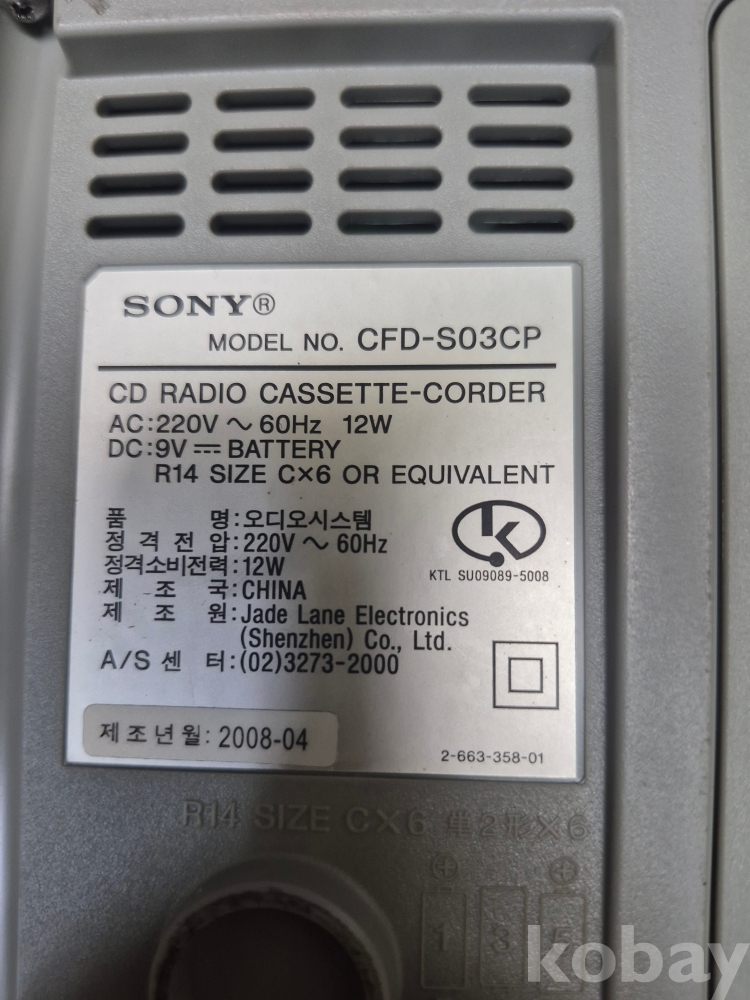 SONY®
MODEL NO. CFD-S03CP
CD RADIO CASSETTE-CORDER
AC:220V ~ 60Hz 12W
DC:9V ⎓ BATTERY
R14 SIZE C×6 OR EQUIVALENT
품 명:오디오시스템
정 격 전 압:220V ~ 60Hz
정격소비전력:12W
제 조 국:CHINA
제 조 원:Jade Lane Electronics
(Shenzhen) Co., Ltd.
A/S 센 터:(02)3273-2000
KTL SU09089-5008
제 조 년 월: 2008-04
2-663-358-01
R14 SIZE C×6 単2形×6
1 3 5
kobay